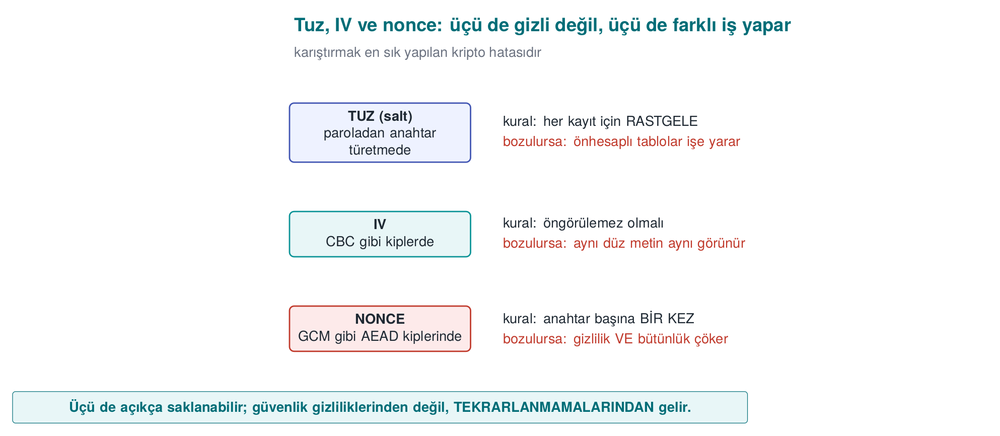 Tuz, IV ve nonce: üçü de gizli değil, üçü de farklı iş yapar
karıştırmak en sık yapılan kripto hatasıdır
TUZ (salt)
paroladan anahtar
türetmede
kural: her kayıt için RASTGELE
bozulursa: önhesaplı tablolar işe yarar
IV
CBC gibi kiplerde
kural: öngörülemez olmalı
bozulursa: aynı düz metin aynı görünür
NONCE
GCM gibi AEAD kiplerinde
kural: anahtar başına BİR KEZ
bozulursa: gizlilik VE bütünlük çöker
Üçü de açıkça saklanabilir; güvenlik gizliliklerinden değil, TEKRARLANMAMALARINDAN gelir.